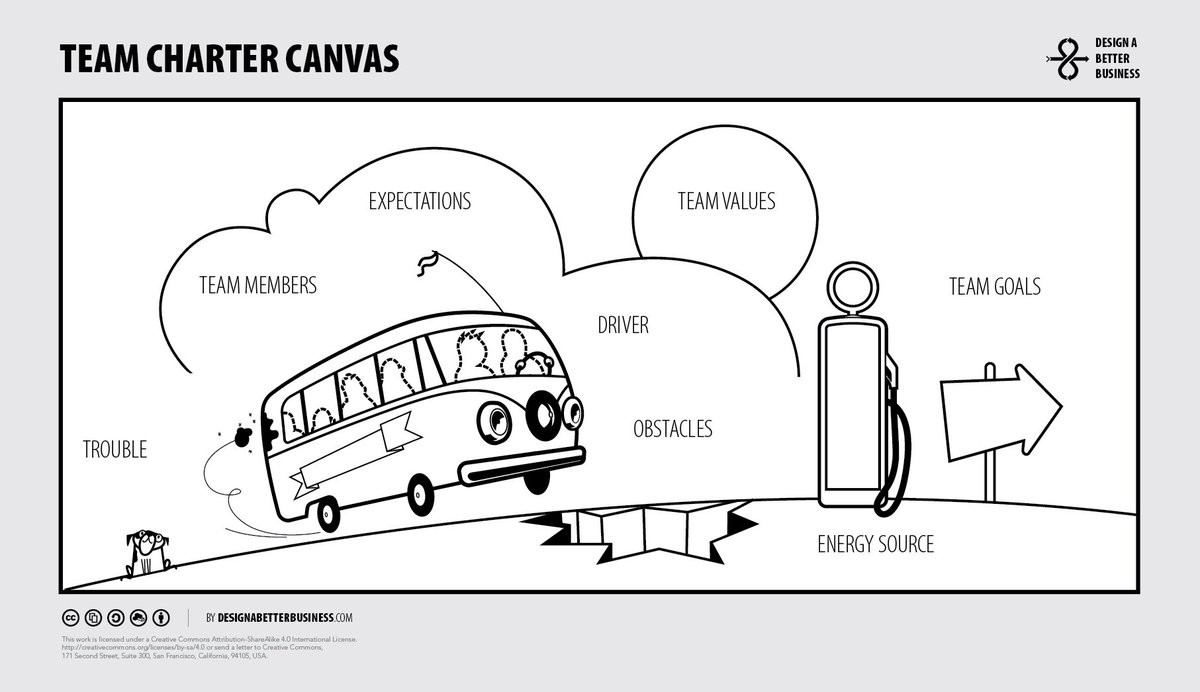 TEAM CHARTER CANVAS
DESIGN A
BETTER
BUSINESS
EXPECTATIONS
TEAM VALUES
TEAM MEMBERS
TEAM GOALS
DRIVER
OBSTACLES
TROUBLE
ENERGY SOURCE
cc
BY DESIGNABETTERBUSINESS.COM
This work is licensed under a Creative Commons Attribution-ShareAlike 4.0 International License.
http://creativecommons.org/licenses/by-sa/4.0 or send a letter to Creative Commons,
171 Second Street, Suite 300, San Francisco, California, 94105, USA.